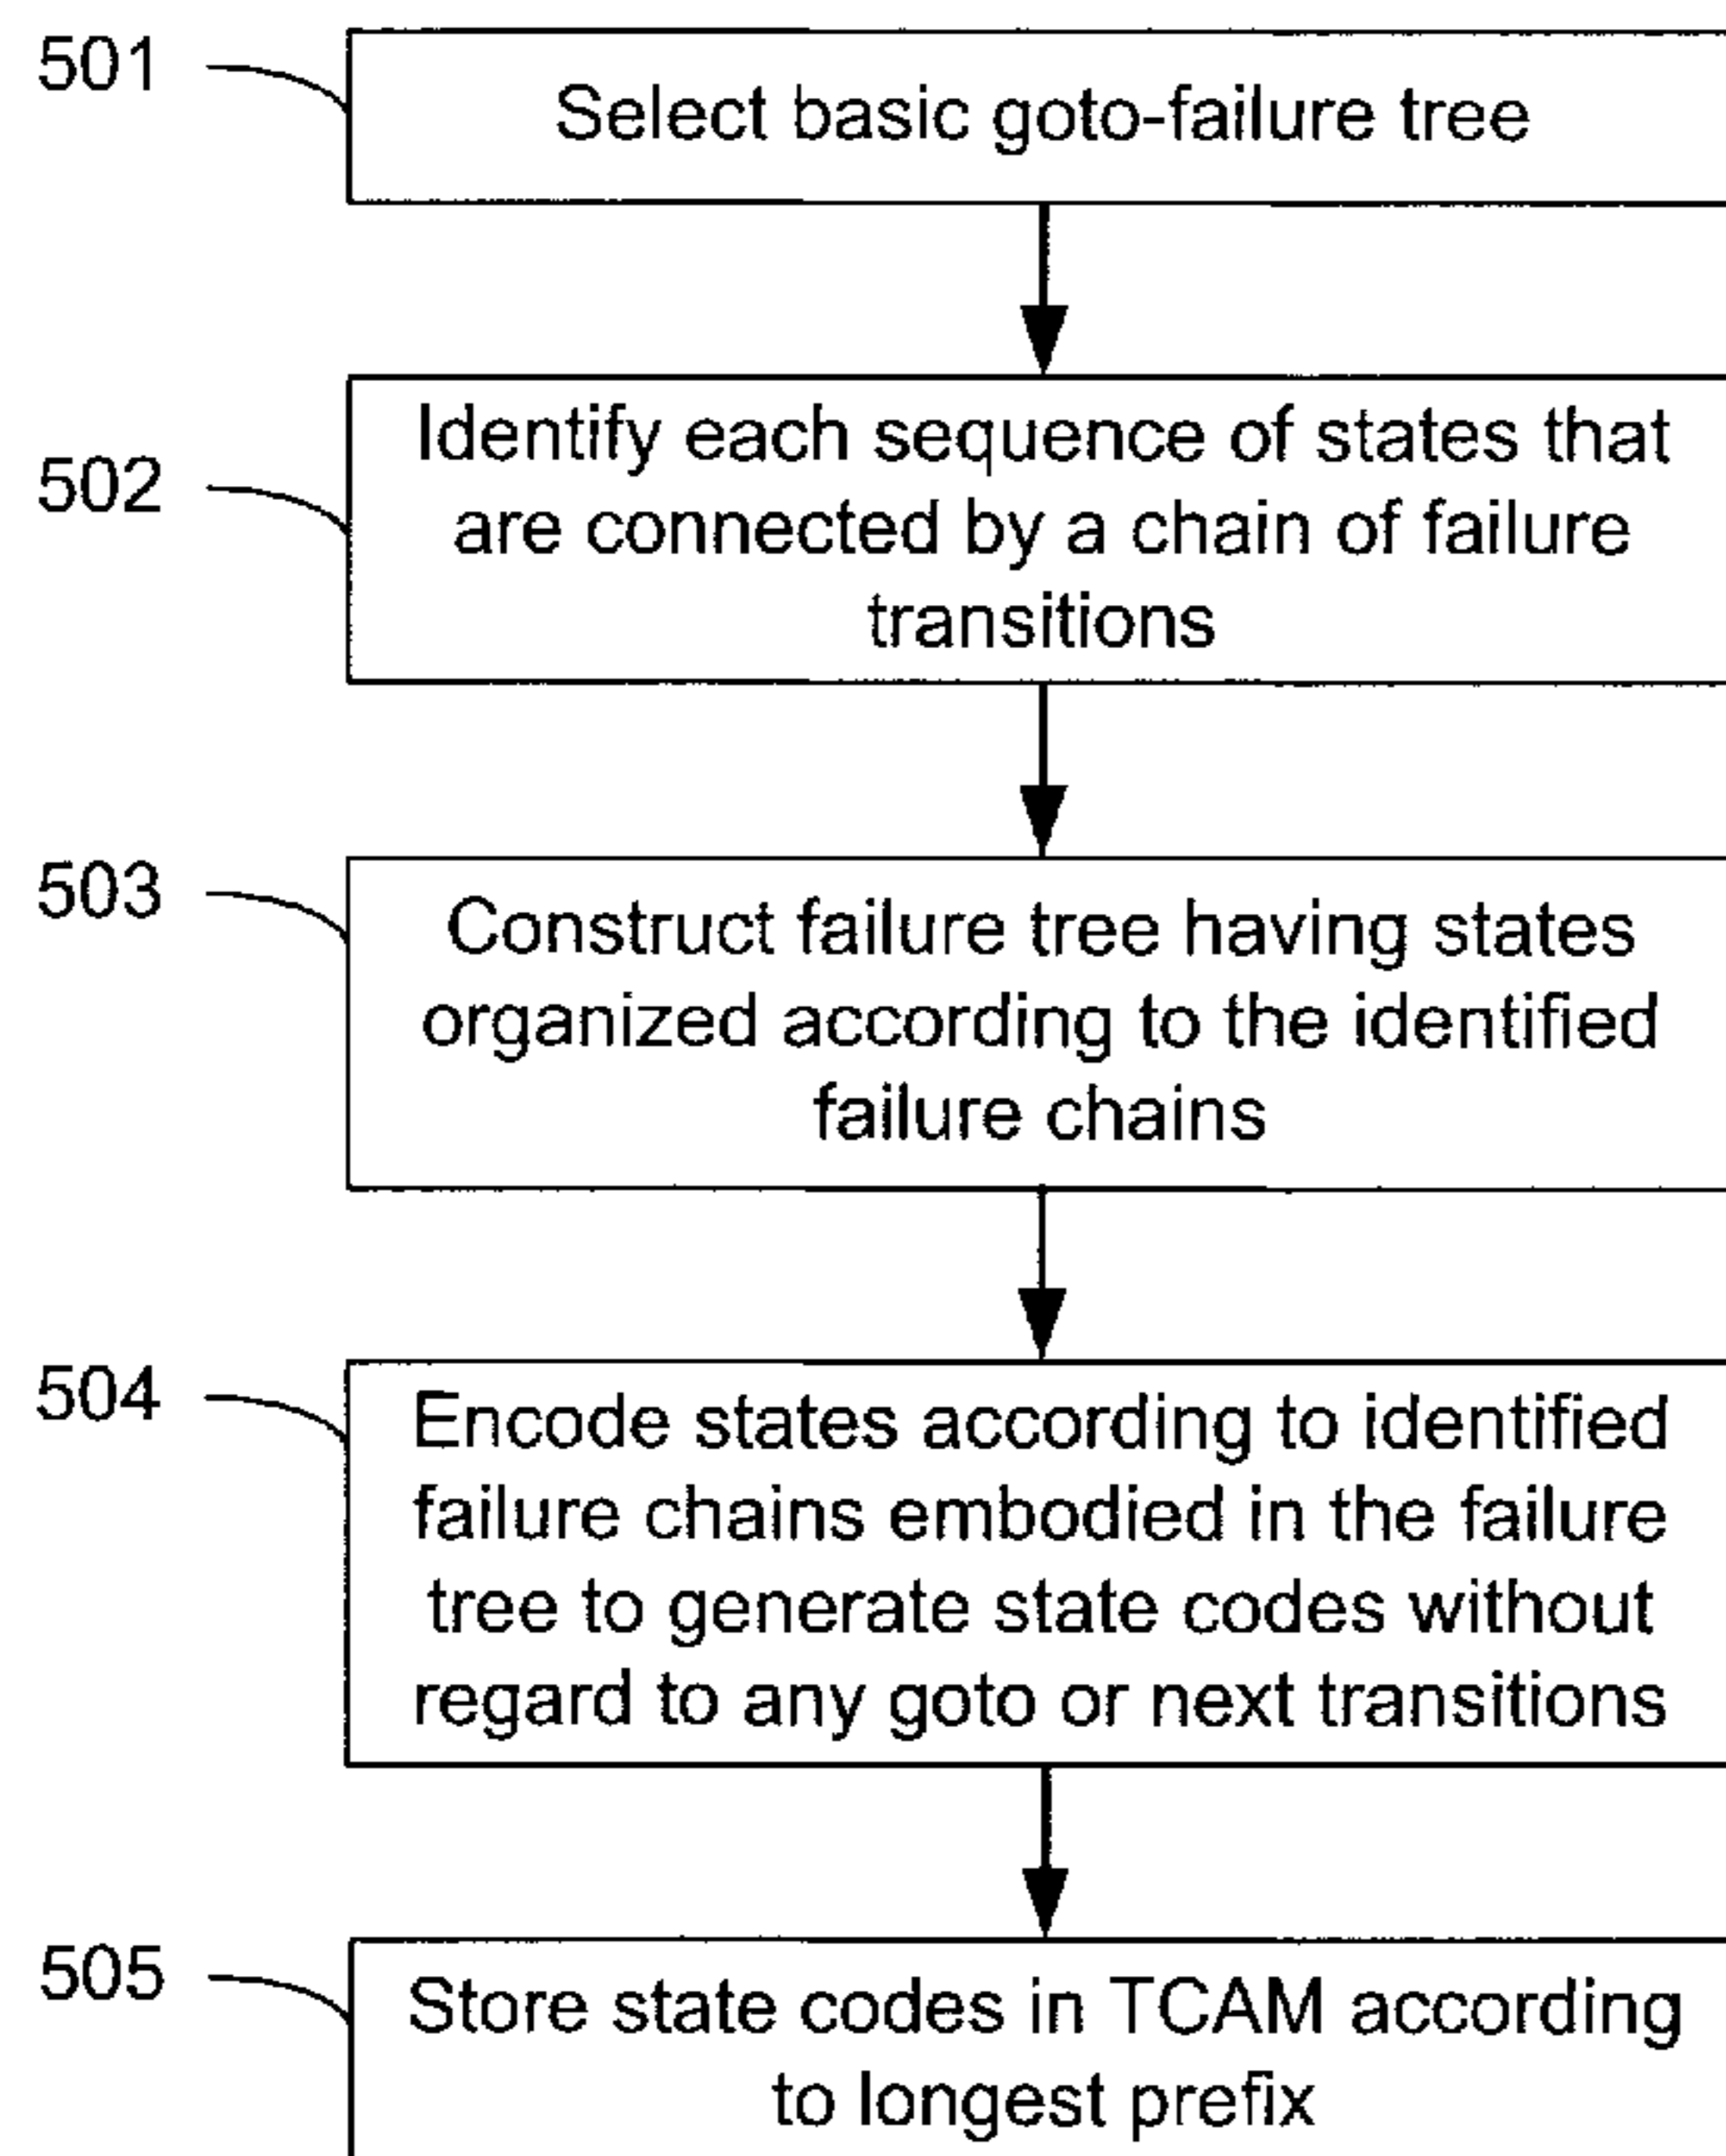 501
Select basic goto-failure tree
502
Identify each sequence of states that
are connected by a chain of failure
transitions
503
Construct failure tree having states
organized according to the identified
failure chains
504
Encode states according to identified
failure chains embodied in the failure
tree to generate state codes without
regard to any goto or next transitions
505
Store state codes in TCAM according
to longest prefix